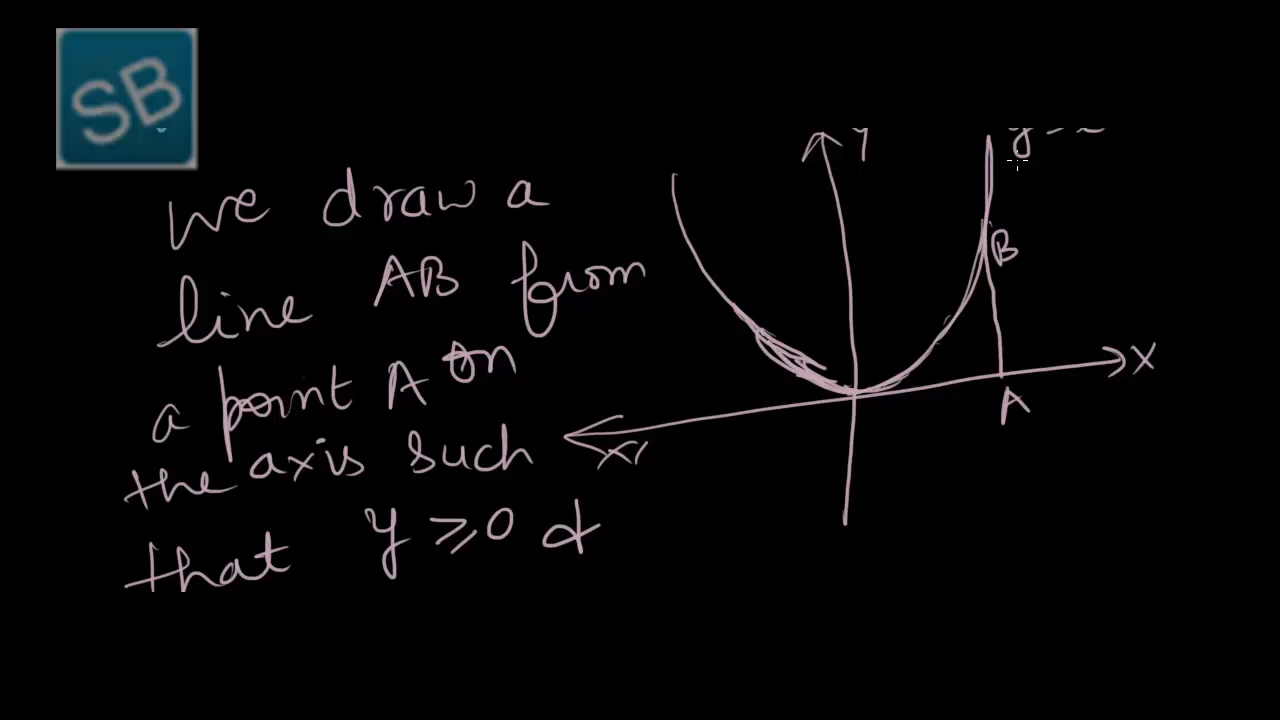 SB
we draw a
line AB from
a point A on
the axis such
that y ≥ 0 &
Y
B
X
A
X'